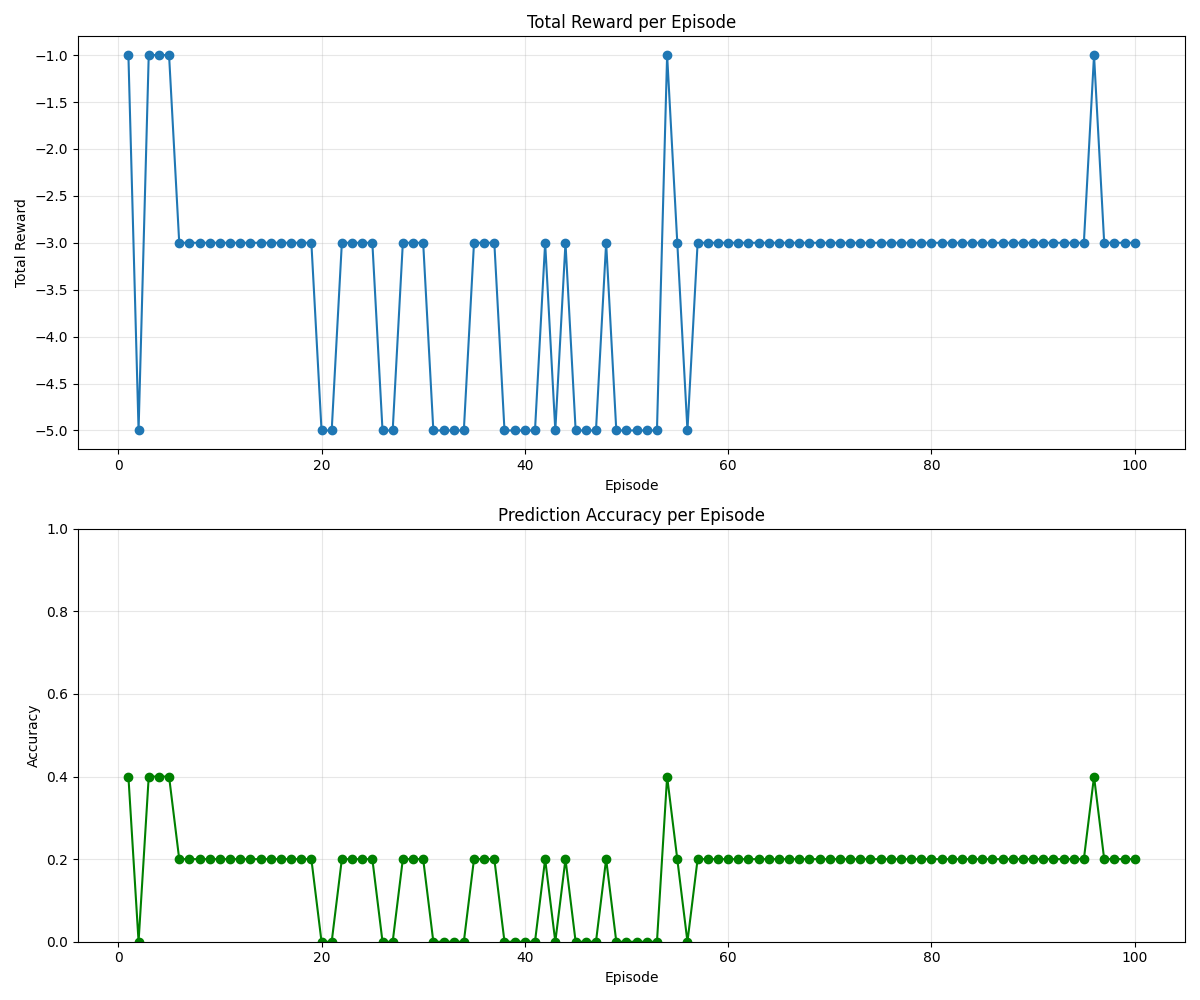 Total Reward per Episode
Total Reward
−1.0
−1.5
−2.0
−2.5
−3.0
−3.5
−4.0
−4.5
−5.0
0 20 40 60 80 100
Episode
Prediction Accuracy per Episode
Accuracy
1.0
0.8
0.6
0.4
0.2
0.0
0 20 40 60 80 100
Episode